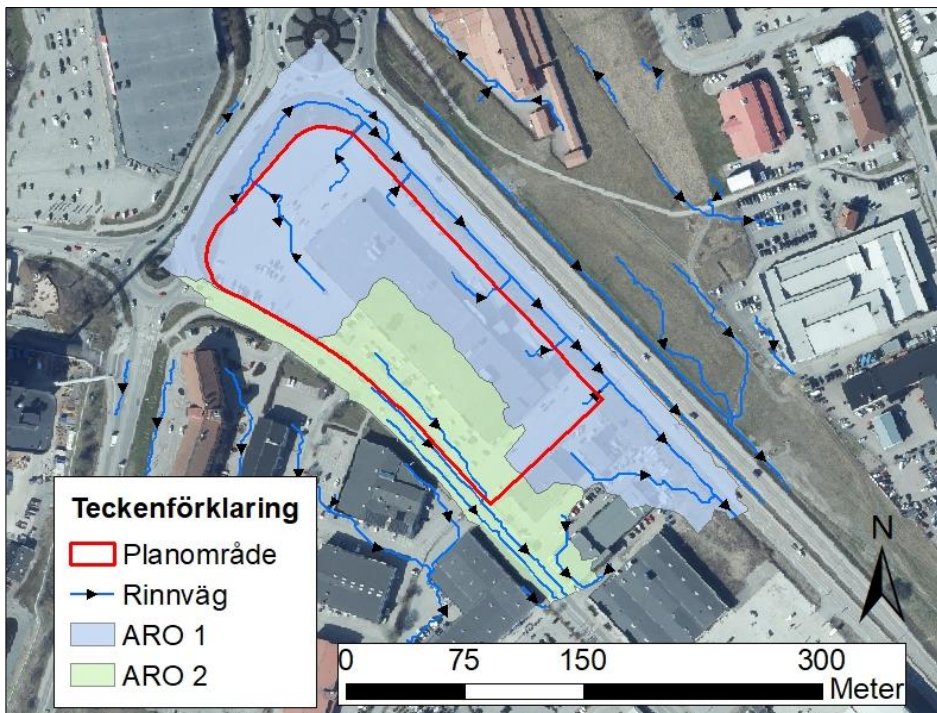 N
Teckenförklaring
Planområde
Rinnväg
ARO 1
ARO 2
0 75 150 300
Meter